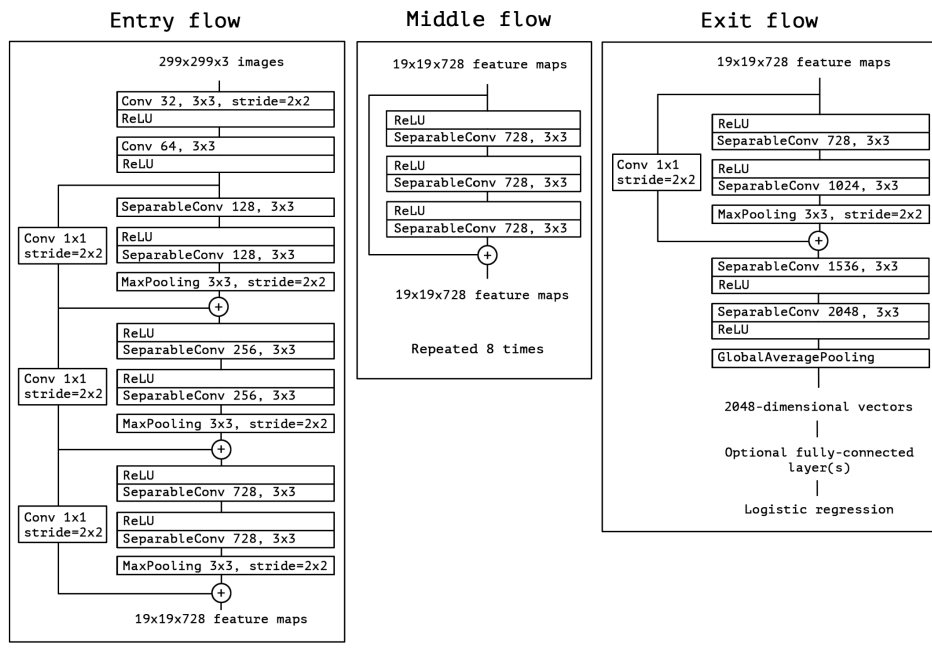 Entry flow
299x299x3 images
Conv 32, 3x3, stride=2x2
ReLU
Conv 64, 3x3
ReLU
SeparableConv 128, 3x3
Conv 1x1
stride=2x2
ReLU
SeparableConv 128, 3x3
MaxPooling 3x3, stride=2x2
+
ReLU
SeparableConv 256, 3x3
Conv 1x1
stride=2x2
ReLU
SeparableConv 256, 3x3
MaxPooling 3x3, stride=2x2
+
ReLU
SeparableConv 728, 3x3
Conv 1x1
stride=2x2
ReLU
SeparableConv 728, 3x3
MaxPooling 3x3, stride=2x2
+
19x19x728 feature maps
Middle flow
19x19x728 feature maps
ReLU
SeparableConv 728, 3x3
ReLU
SeparableConv 728, 3x3
ReLU
SeparableConv 728, 3x3
+
19x19x728 feature maps
Repeated 8 times
Exit flow
19x19x728 feature maps
ReLU
SeparableConv 728, 3x3
Conv 1x1
stride=2x2
ReLU
SeparableConv 1024, 3x3
MaxPooling 3x3, stride=2x2
+
SeparableConv 1536, 3x3
ReLU
SeparableConv 2048, 3x3
ReLU
GlobalAveragePooling
2048-dimensional vectors
Optional fully-connected
layer(s)
Logistic regression